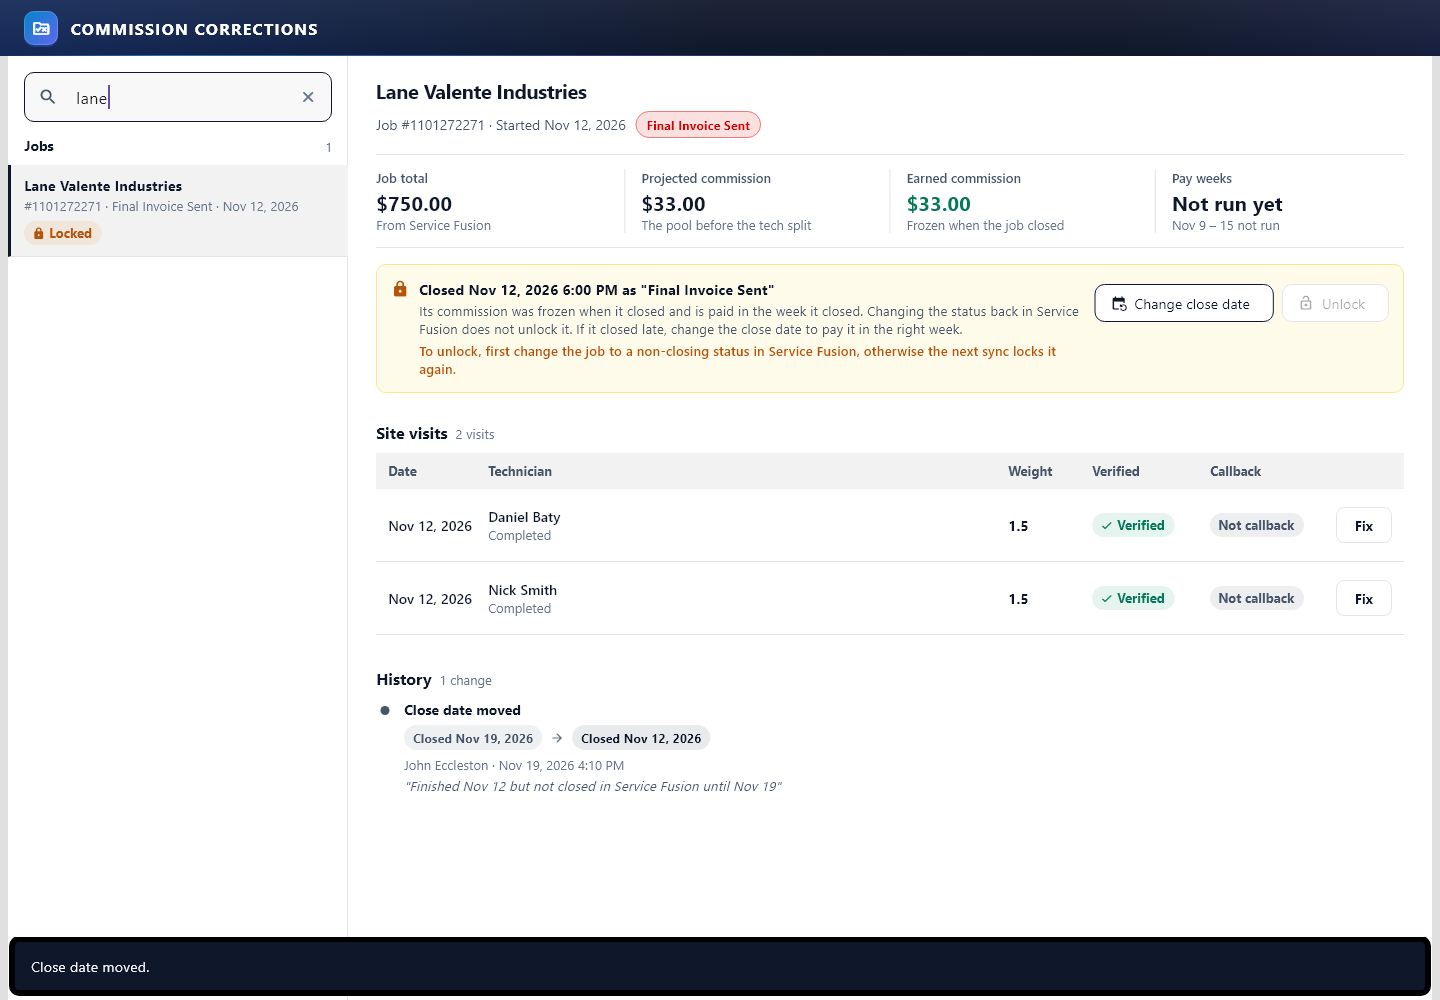 COMMISSION CORRECTIONS
lane
Jobs 1
Lane Valente Industries
#1101272271 · Final Invoice Sent · Nov 12, 2026
Locked
Lane Valente Industries
Job #1101272271 · Started Nov 12, 2026 Final Invoice Sent
Job total
$750.00
From Service Fusion
Projected commission
$33.00
The pool before the tech split
Earned commission
$33.00
Frozen when the job closed
Pay weeks
Not run yet
Nov 9 – 15 not run
Closed Nov 12, 2026 6:00 PM as "Final Invoice Sent"
Its commission was frozen when it closed and is paid in the week it closed. Changing the status back in Service
Fusion does not unlock it. If it closed late, change the close date to pay it in the right week.
To unlock, first change the job to a non-closing status in Service Fusion, otherwise the next sync locks it
again.
Change close date
Unlock
Site visits 2 visits
Date Technician Weight Verified Callback
Nov 12, 2026 Daniel Baty 1.5 Verified Not callback Fix
Completed
Nov 12, 2026 Nick Smith 1.5 Verified Not callback Fix
Completed
History 1 change
Close date moved
Closed Nov 19, 2026 → Closed Nov 12, 2026
John Eccleston · Nov 19, 2026 4:10 PM
"Finished Nov 12 but not closed in Service Fusion until Nov 19"
Close date moved.